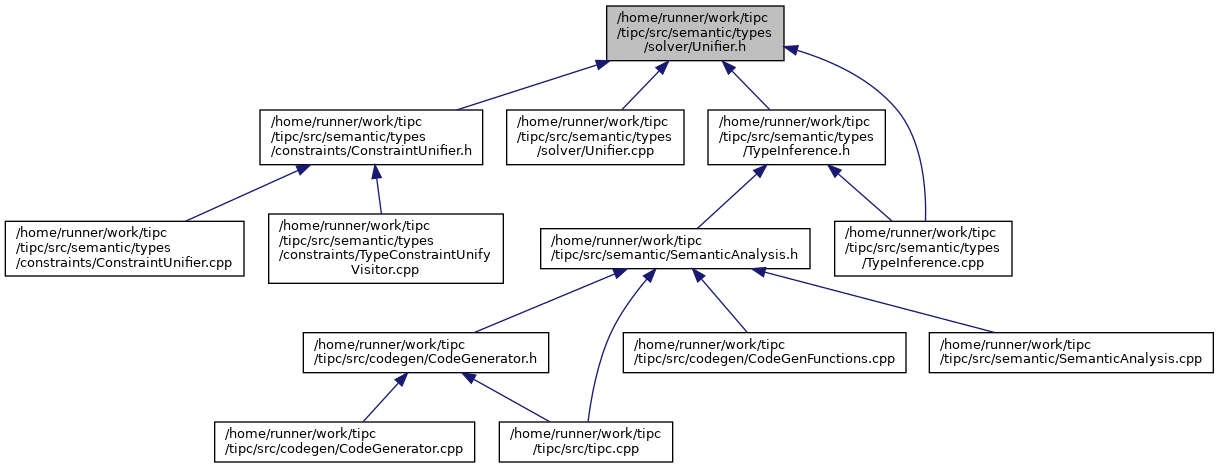 /home/runner/work/tipc
/tipc/src/semantic/types
/solver/Unifier.h
/home/runner/work/tipc
/tipc/src/semantic/types
/constraints/ConstraintUnifier.h
/home/runner/work/tipc
/tipc/src/semantic/types
/solver/Unifier.cpp
/home/runner/work/tipc
/tipc/src/semantic/types
/TypeInference.h
/home/runner/work/tipc
/tipc/src/semantic/types
/constraints/ConstraintUnifier.cpp
/home/runner/work/tipc
/tipc/src/semantic/types
/constraints/TypeConstraintUnify
Visitor.cpp
/home/runner/work/tipc
/tipc/src/semantic/SemanticAnalysis.h
/home/runner/work/tipc
/tipc/src/semantic/types
/TypeInference.cpp
/home/runner/work/tipc
/tipc/src/codegen/CodeGenerator.h
/home/runner/work/tipc
/tipc/src/codegen/CodeGenFunctions.cpp
/home/runner/work/tipc
/tipc/src/semantic/SemanticAnalysis.cpp
/home/runner/work/tipc
/tipc/src/codegen/CodeGenerator.cpp
/home/runner/work/tipc
/tipc/src/tipc.cpp